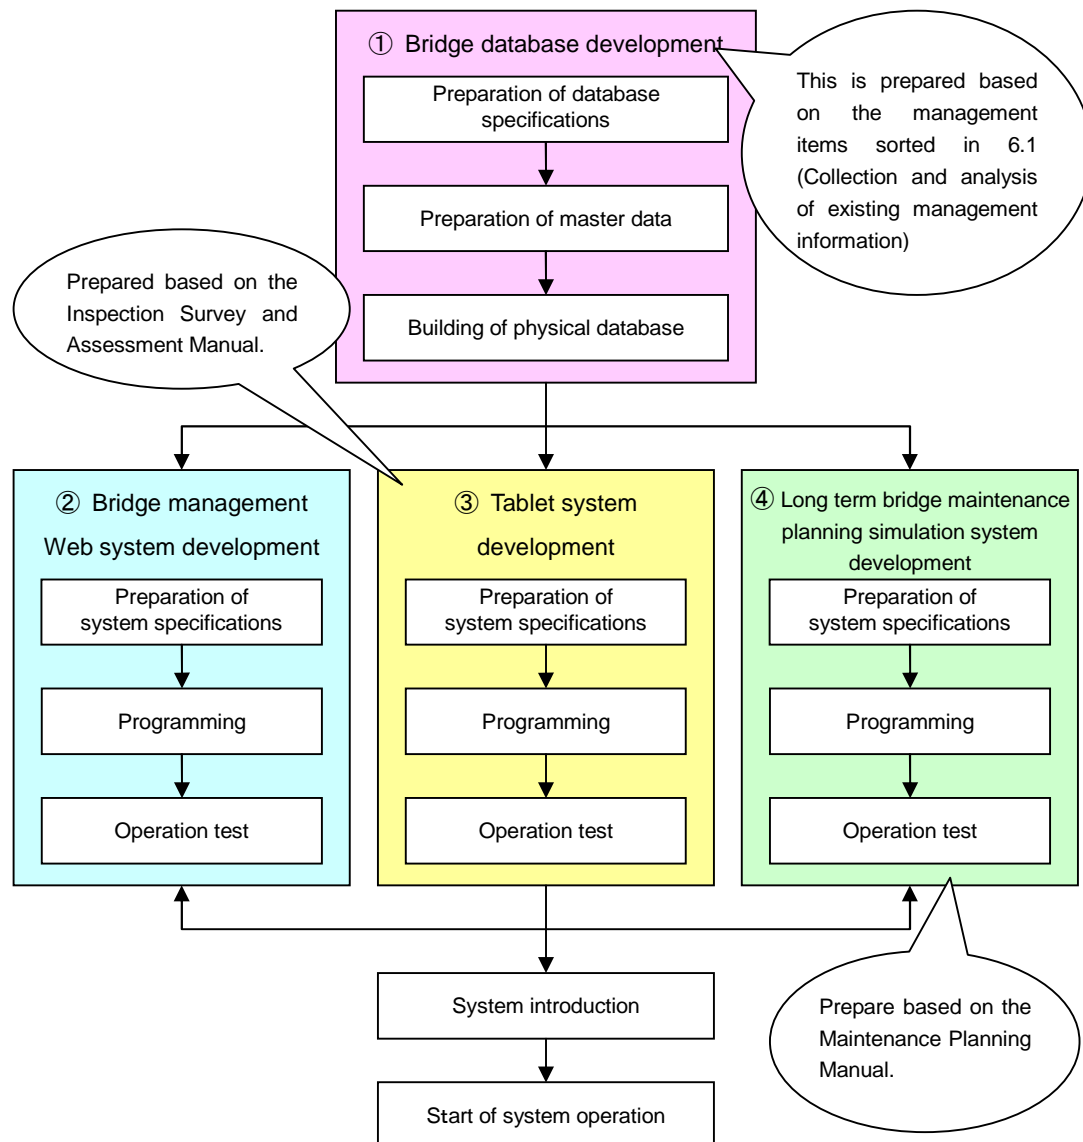 ① Bridge database development
Preparation of database
specifications
Preparation of master data
Building of physical database
This is prepared based
on the management
items sorted in 6.1
(Collection and analysis
of existing management
information)
Prepared based on the
Inspection Survey and
Assessment Manual.
② Bridge management
Web system development
Preparation of
system specifications
Programming
Operation test
③ Tablet system
development
Preparation of
system specifications
Programming
Operation test
④ Long term bridge maintenance
planning simulation system
development
Preparation of
system specifications
Programming
Operation test
System introduction
Start of system operation
Prepare based on the
Maintenance Planning
Manual.